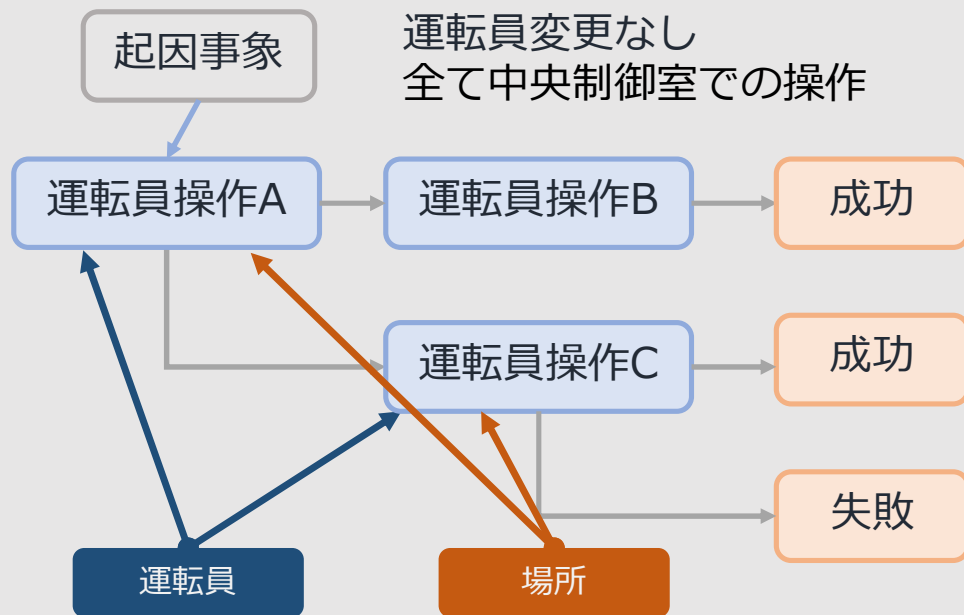 起因事象
運転員変更なし
全て中央制御室での操作
運転員操作A
運転員操作B
成功
運転員操作C
成功
失敗
運転員
場所